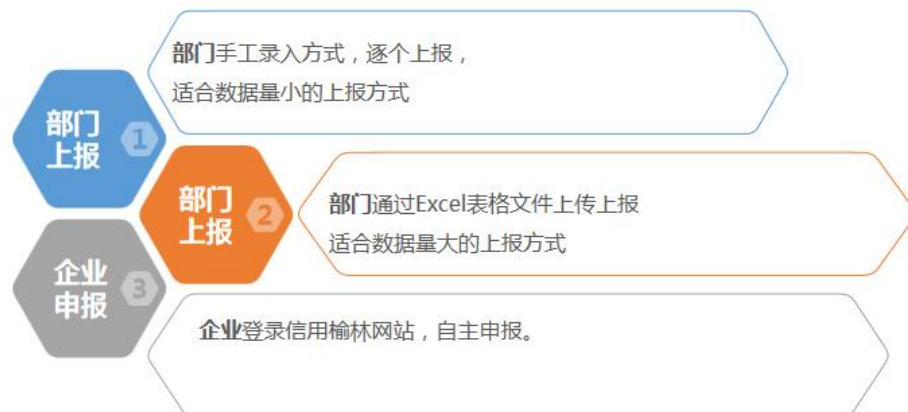 部门手工录入方式，逐个上报，
适合数据量小的上报方式
部门
上报
1
部门
上报
2
部门通过Excel表格文件上传上报
适合数据量大的上报方式
企业
申报
3
企业登录信用榆林网站，自主申报。